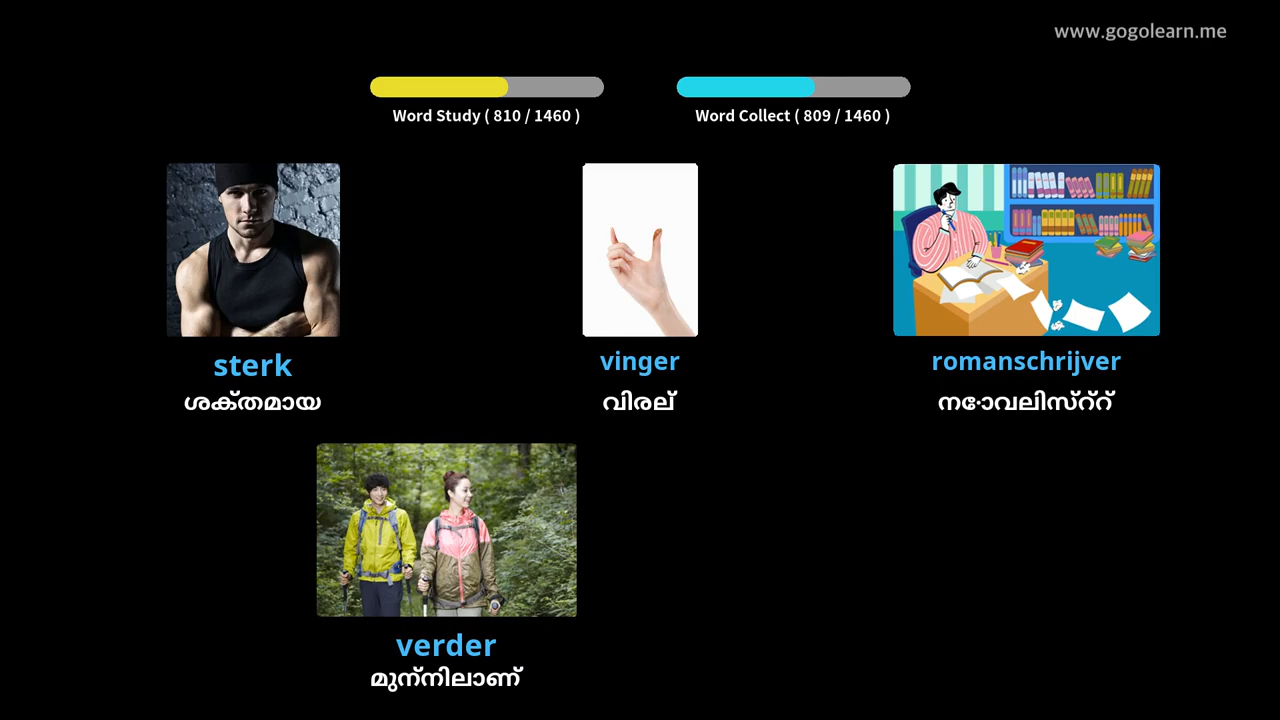 www.gogolearn.me
Word Study ( 810 / 1460 )
Word Collect ( 809 / 1460 )
sterk
ശക്തമായ
vinger
വിരല്
romanschrijver
നോവലിസ്റ്റ്
verder
മുന്നിലാണ്